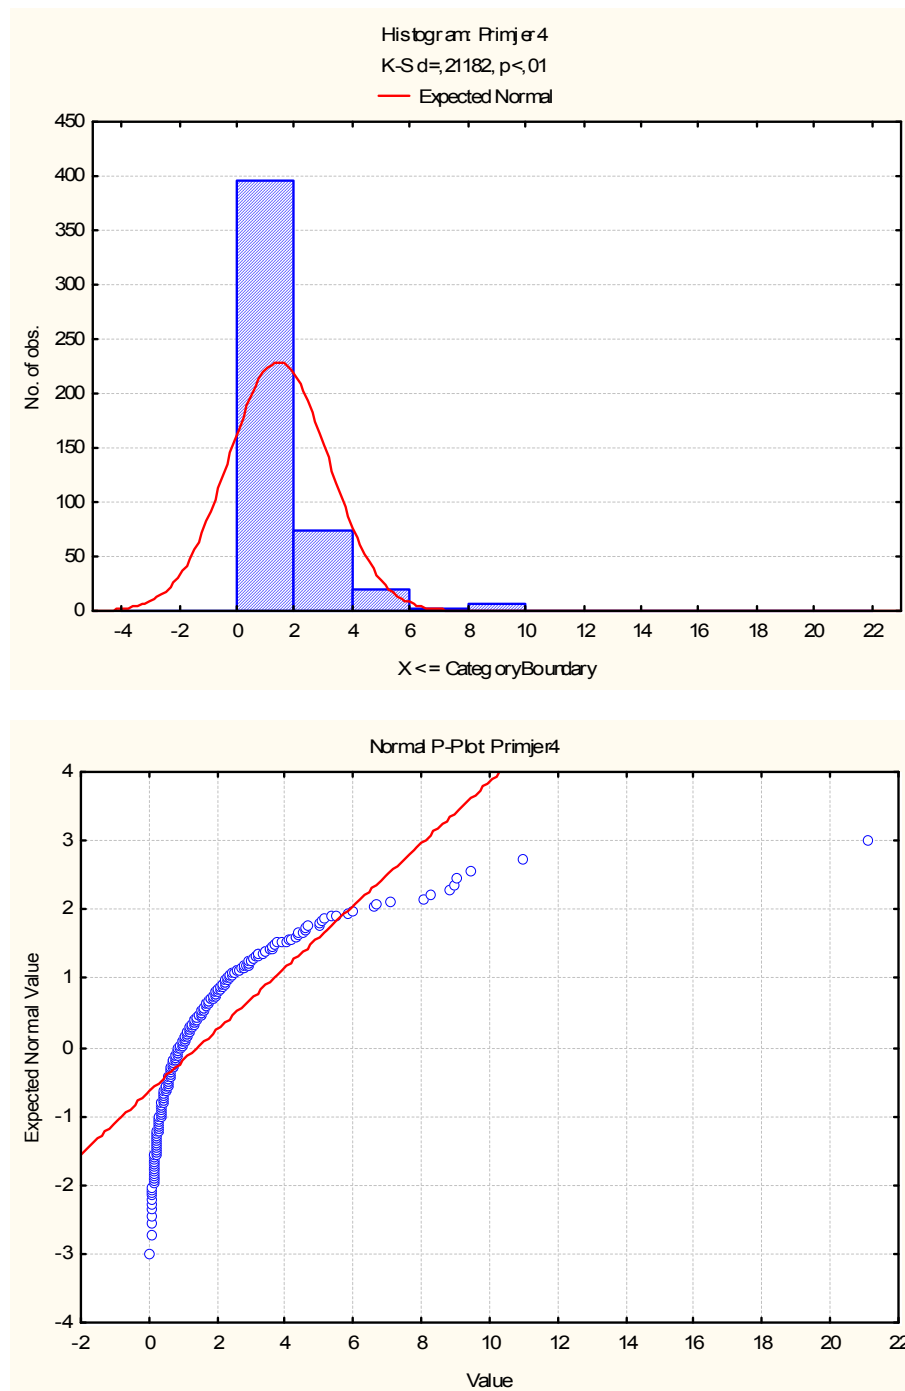 Histogram: Primjer4
K-S d=,21182, p<,01
Expected Normal
450
400
350
300
250
200
150
100
50
0
No. of obs.
-4 -2 0 2 4 6 8 10 12 14 16 18 20 22
X <= Category Boundary
Normal P-Plot: Primjer4
4
3
2
1
0
-1
-2
-3
-4
Expected Normal Value
-2 0 2 4 6 8 10 12 14 16 18 20 22
Value